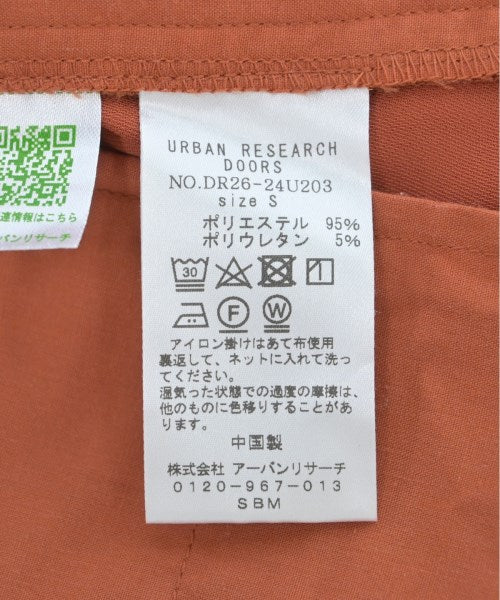 URBAN RESEARCH
DOORS
NO.DR26-24U203
size S
ポリエステル 95%
ポリウレタン 5%
30
F W
アイロン掛けはあて布使用
裏返して、ネットに入れて洗っ
てください。
湿気った状態での過度の摩擦は、
他のものに色移りすることがあ
ります。
中国製
株式会社 アーバンリサーチ
0120-967-013
SBM
連情報はこちら
ーバンリサーチ